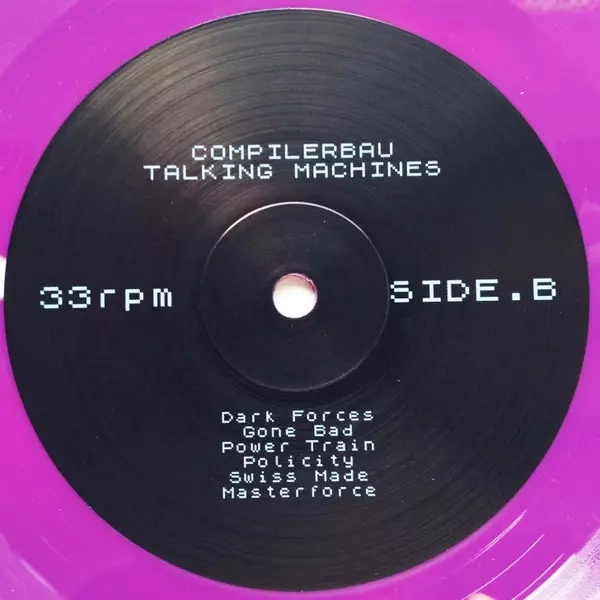 COMPILERBAU
TALKING MACHINES
33rpm
SIDE.B
Dark Forces
Gone Bad
Power Train
Policity
Swiss Made
Masterforce